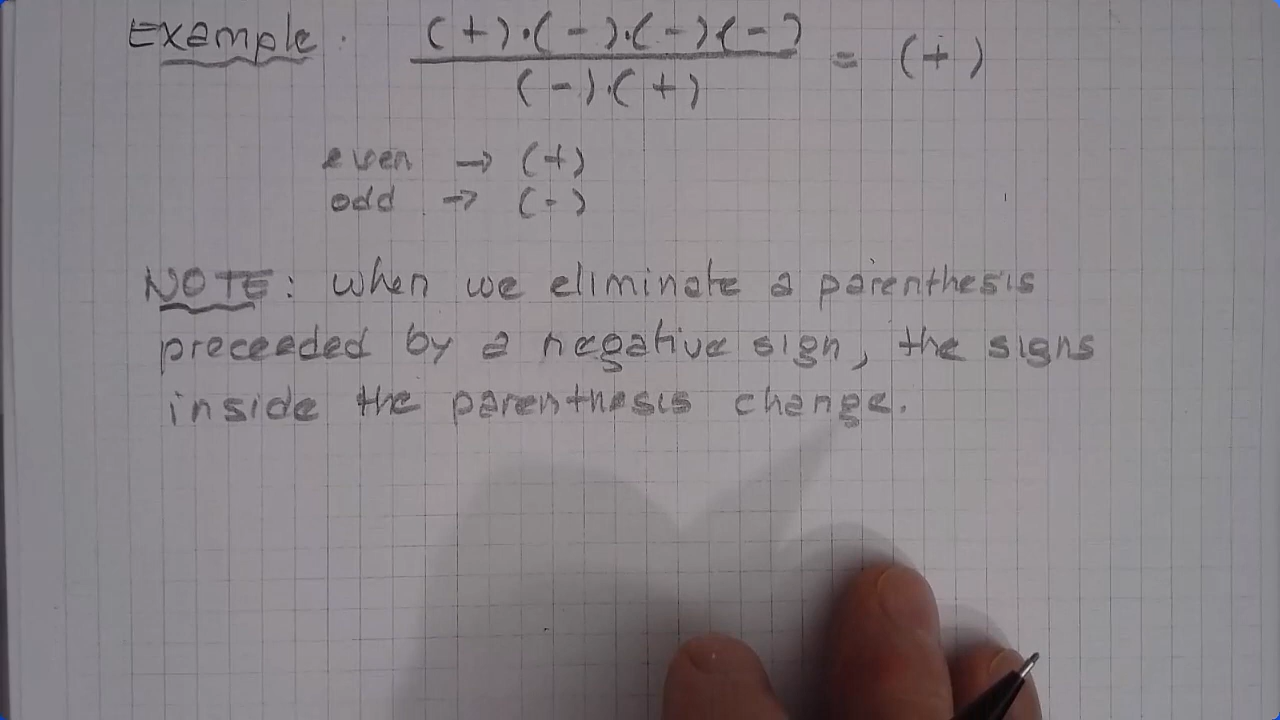 Example: (+)·(-)·(-)·(-)
(-)·(+) = (+)
even → (+)
odd → (-)
NOTE: When we eliminate a parenthesis
preceeded by a negative sign, the signs
inside the parenthesis change.